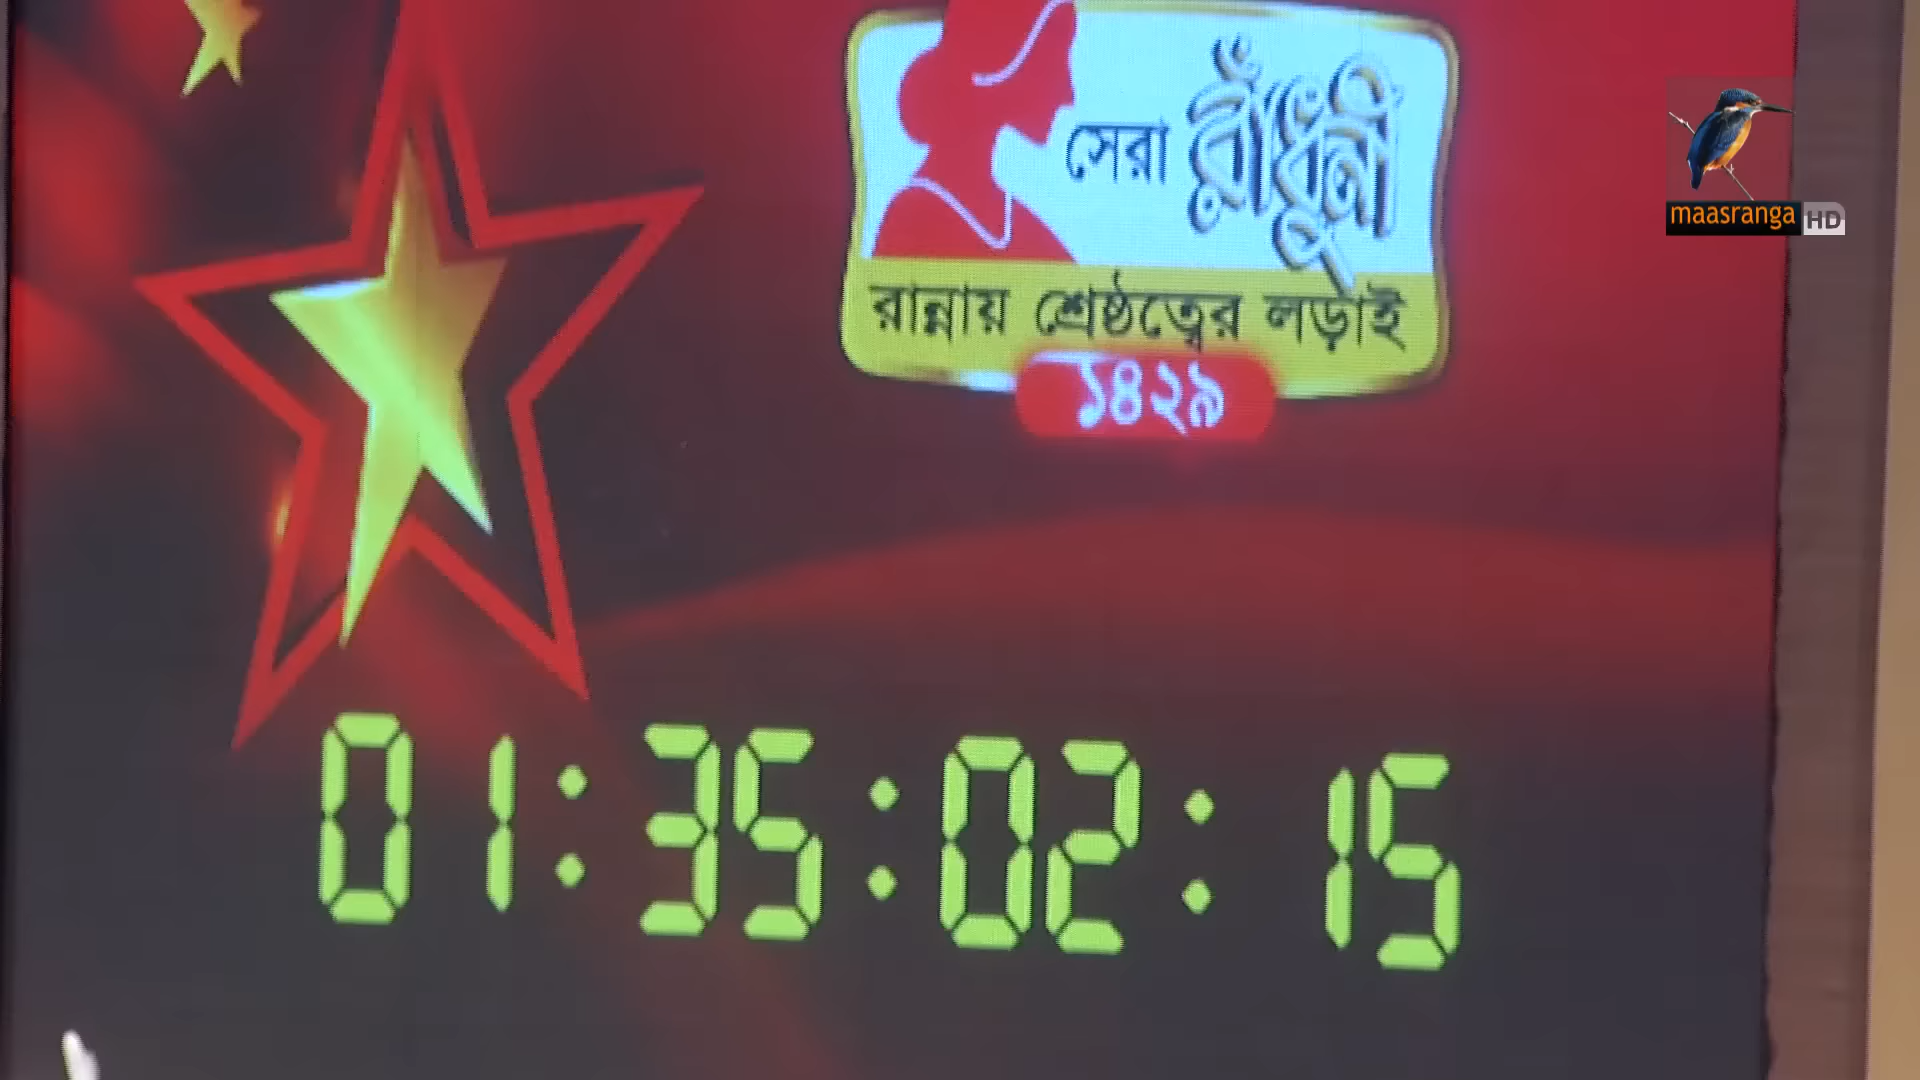 সেরা রাঁধুনী
রান্নায় শ্রেষ্ঠত্বের লড়াই
১৪২৯
maasranga HD
01:35:02:15